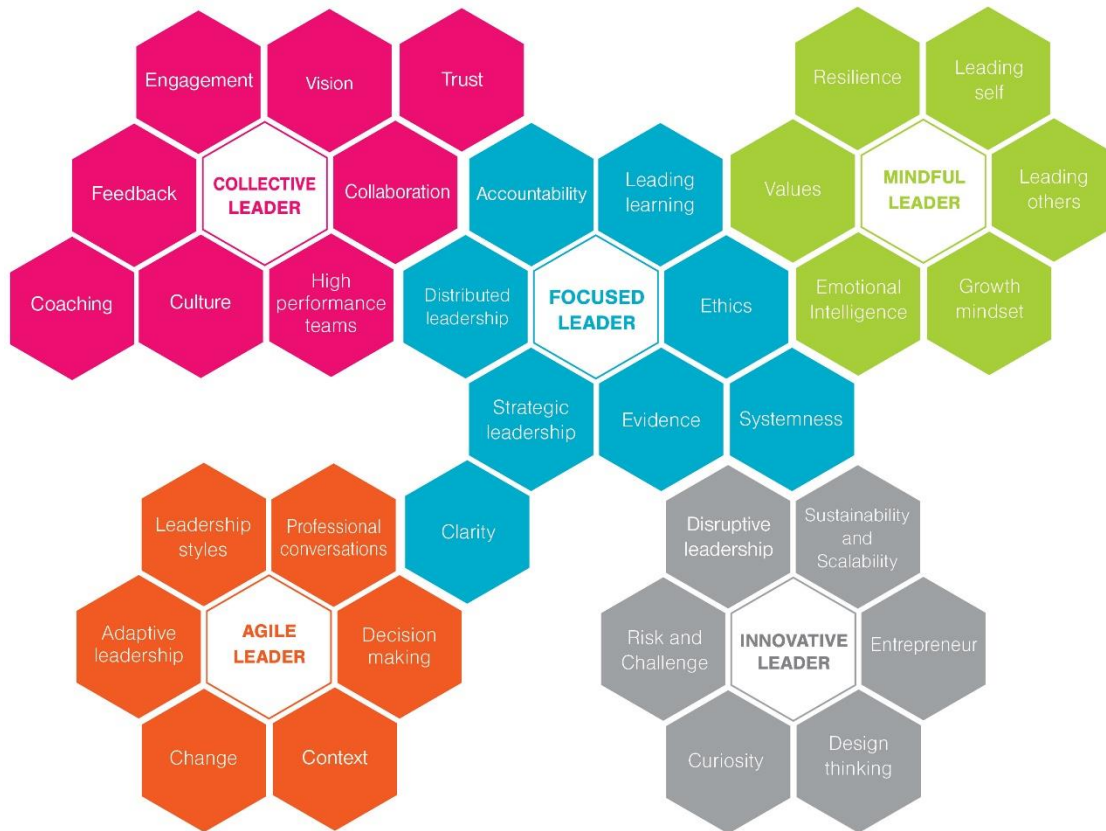 Engagement
Vision
Trust
Feedback
COLLECTIVE
LEADER
Collaboration
Coaching
Culture
High
performance
teams
Accountability
Leading
learning
Distributed
leadership
FOCUSED
LEADER
Ethics
Strategic
leadership
Evidence
Systemness
Clarity
Resilience
Leading
self
Values
MINDFUL
LEADER
Leading
others
Emotional
Intelligence
Growth
mindset
Leadership
styles
Professional
conversations
Adaptive
leadership
AGILE
LEADER
Decision
making
Change
Context
Disruptive
leadership
Sustainability
and
Scalability
Risk and
Challenge
INNOVATIVE
LEADER
Entrepreneur
Curiosity
Design
thinking